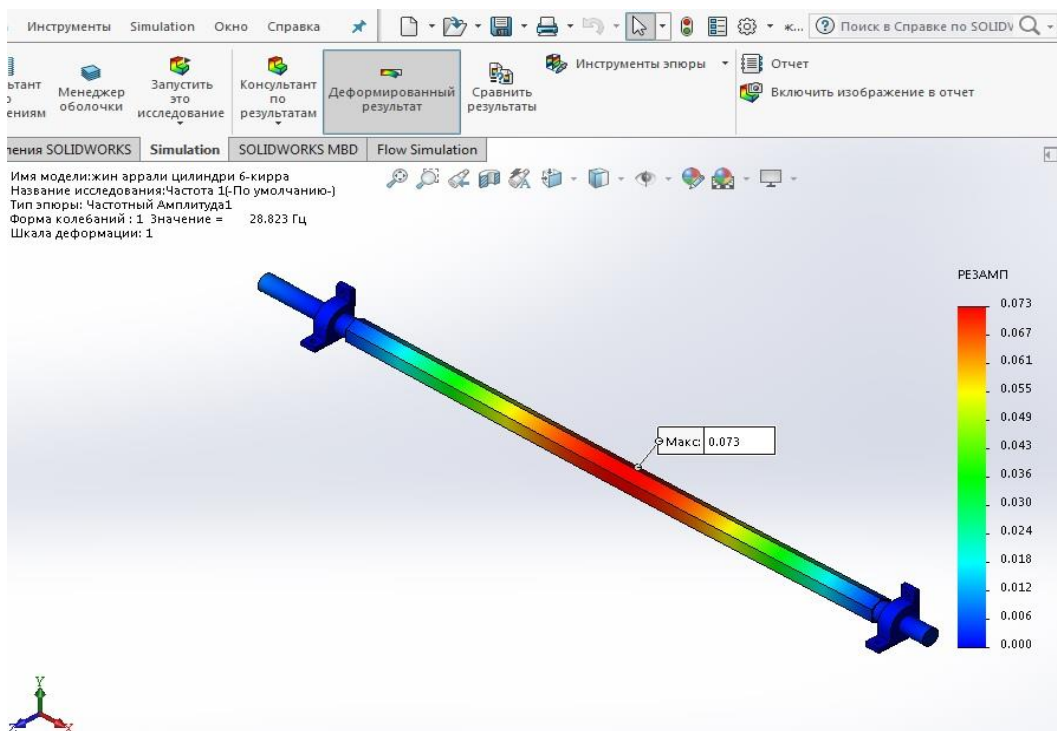 Инструменты Simulation Окно Справка ж... Поиск в Справке по SOLIDV
Менеджер оболочки
Запустить это исследование
Консультант по результатам
Деформированный результат
Сравнить результаты
Инструменты эпюры
Отчет
Включить изображение в отчет
ления SOLIDWORKS Simulation SOLIDWORKS MBD Flow Simulation
Имя модели:жин аррали цилиндри 6-кирра
Название исследования:Частота 1(-По умолчанию-)
Тип эпюры: Частотный Амплитуда1
Форма колебаний : 1 Значение = 28.823 Гц
Шкала деформации: 1
РЕЗАМП
0.073
0.067
0.061
0.055
0.049
0.043
0.036
0.030
0.024
0.018
0.012
0.006
0.000
Макс: 0.073
Y
Z
X